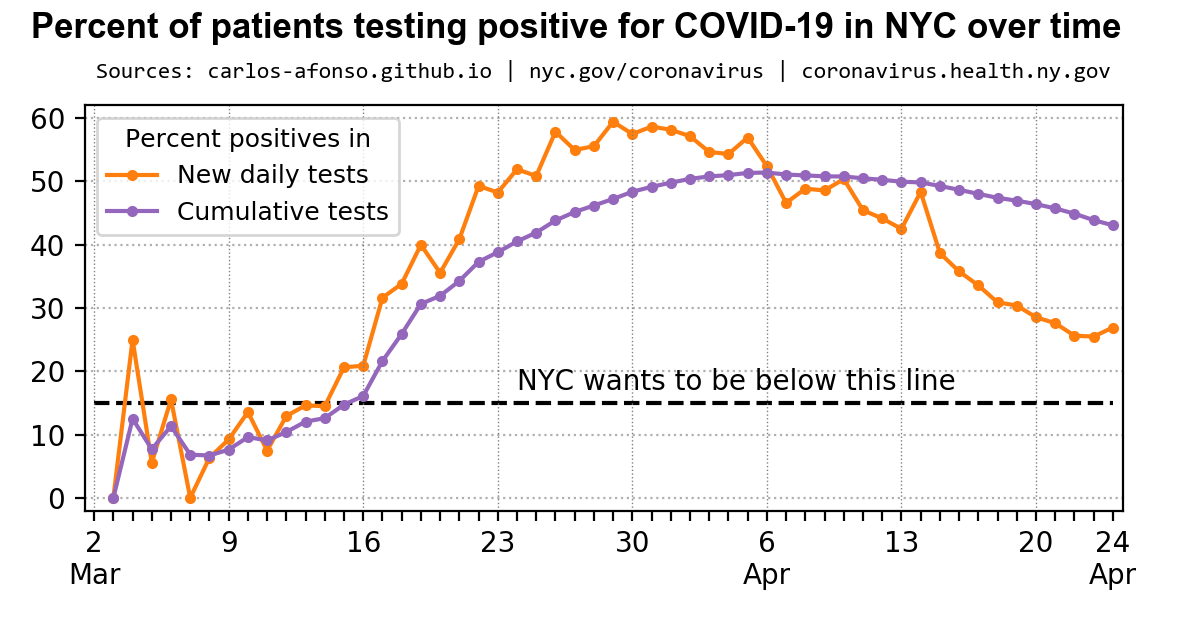 Percent of patients testing positive for COVID-19 in NYC over time
Sources: carlos-afonso.github.io | nyc.gov/coronavirus | coronavirus.health.ny.gov
60
50
40
30
20
10
0
Percent positives in
New daily tests
Cumulative tests
NYC wants to be below this line
2 9 16 23 30 6 13 20 24
Mar Apr Apr